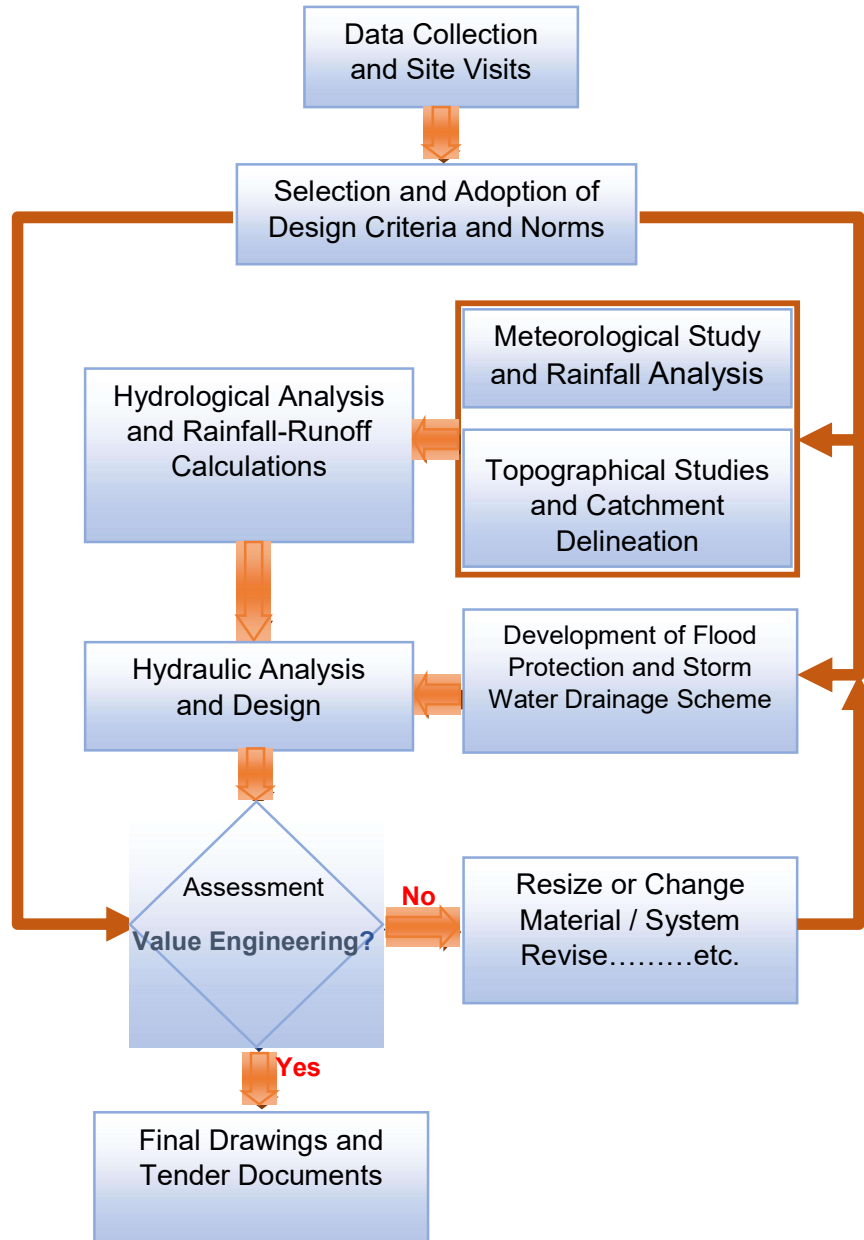 Data Collection
and Site Visits
Selection and Adoption of
Design Criteria and Norms
Meteorological Study
and Rainfall Analysis
Hydrological Analysis
and Rainfall-Runoff
Calculations
Topographical Studies
and Catchment
Delineation
Development of Flood
Protection and Storm
Water Drainage Scheme
Hydraulic Analysis
and Design
Assessment
Value Engineering?
No
Resize or Change
Material / System
Revise………etc.
Yes
Final Drawings and
Tender Documents